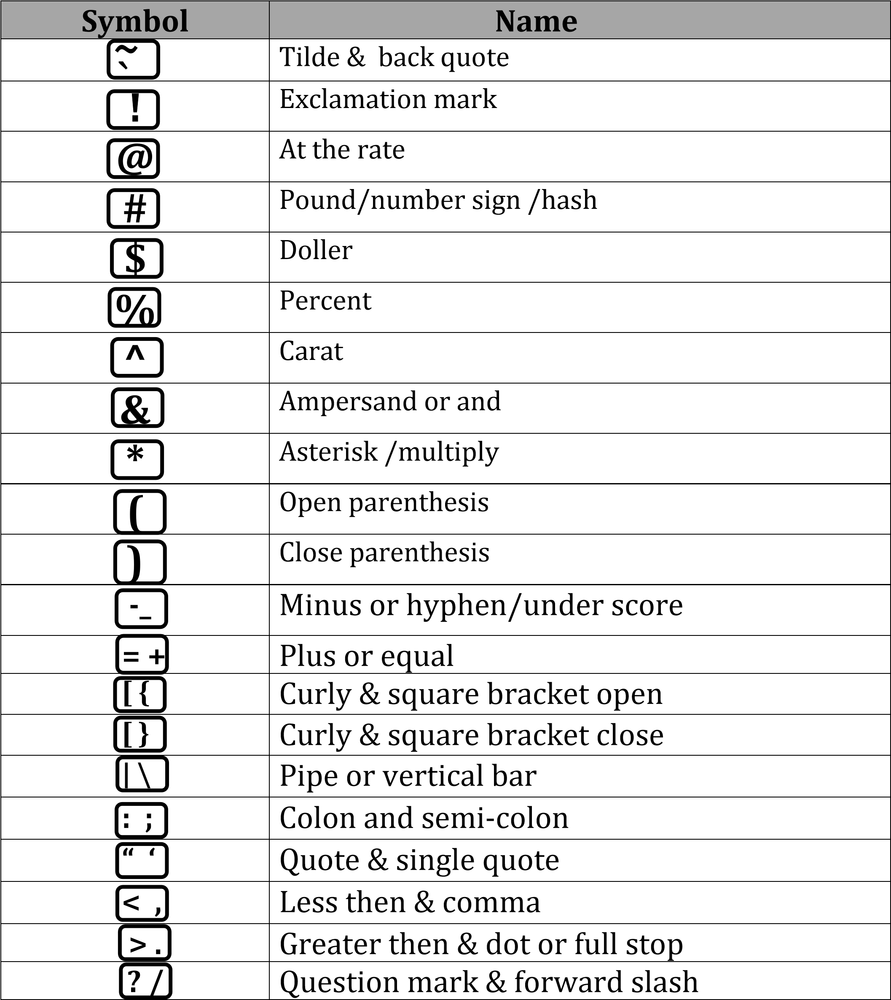 Symbol Name
~ ` Tilde &  back quote
! Exclamation mark
@ At the rate
# Pound/number sign /hash
$ Doller
% Percent
^ Carat
& Ampersand or and
* Asterisk /multiply
( Open parenthesis
) Close parenthesis
-_ Minus or hyphen/under score
= + Plus or equal
[ { Curly & square bracket open
[ } Curly & square bracket close
| \ Pipe or vertical bar
: ; Colon and semi-colon
“ ‘ Quote & single quote
< , Less then & comma
> . Greater then & dot or full stop
? / Question mark & forward slash